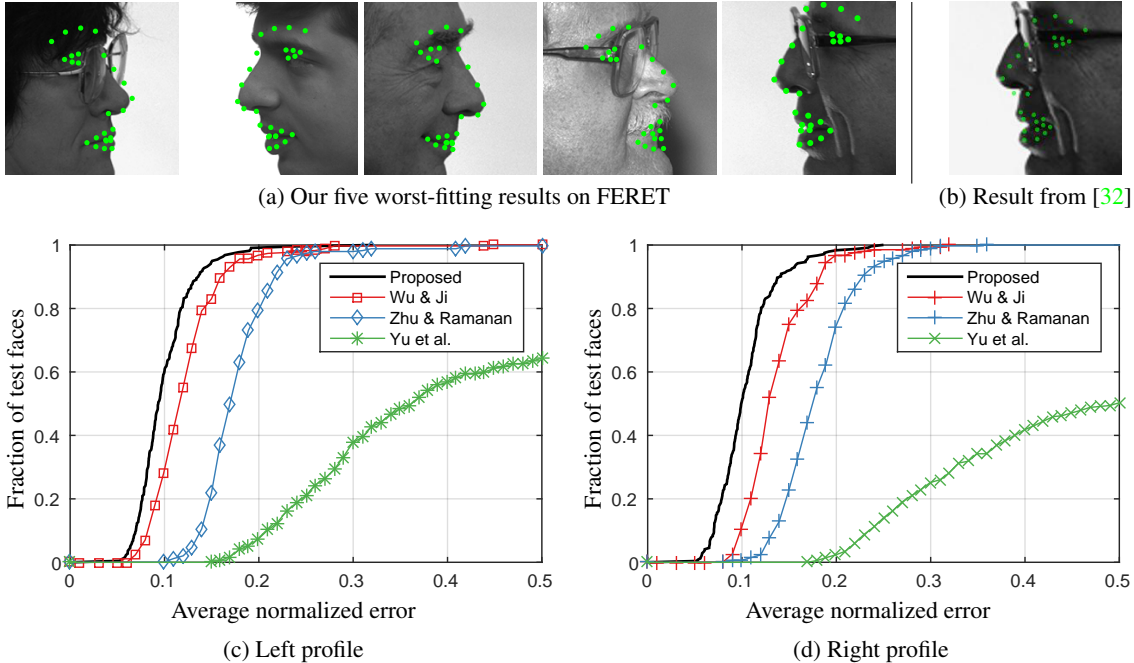 (a) Our five worst-fitting results on FERET
(b) Result from [32]
1
0.8
0.6
0.4
0.2
0
0
0.1
0.2
0.3
0.4
0.5
Fraction of test faces
Average normalized error
Proposed
Wu & Ji
Zhu & Ramanan
Yu et al.
(c) Left profile
1
0.8
0.6
0.4
0.2
0
0
0.1
0.2
0.3
0.4
0.5
Fraction of test faces
Average normalized error
Proposed
Wu & Ji
Zhu & Ramanan
Yu et al.
(d) Right profile